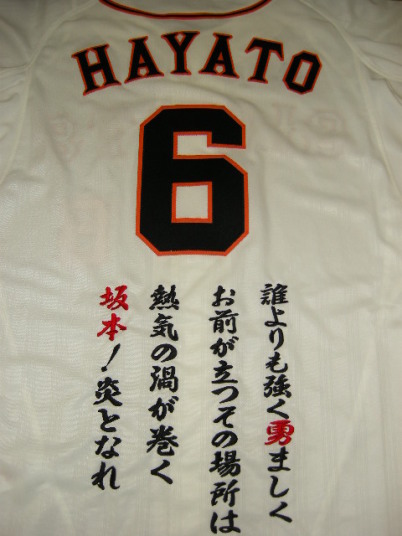 HAYATO
6
誰よりも強く勇ましく
お前が立つその場所は
熱気の渦が巻く
坂本!炎となれ